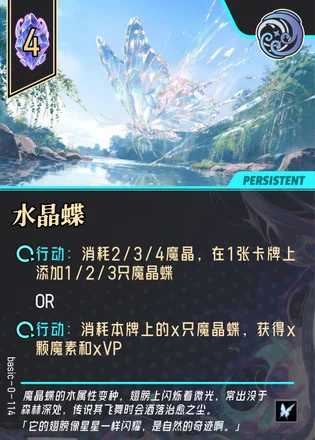 4
PERSISTENT
水晶蝶
行动：消耗2/3/4魔晶，在1张卡牌上
添加1/2/3只魔晶蝶
OR
行动：消耗本牌上的x只魔晶蝶，获得x
颗魔素和xVP
魔晶蝶的水属性变种，翅膀上闪烁着微光，常出没于
森林深处，传说其飞舞时会洒落治愈之尘。
「它的翅膀像星星一样闪耀，是自然的奇迹啊。」
basic-0-114